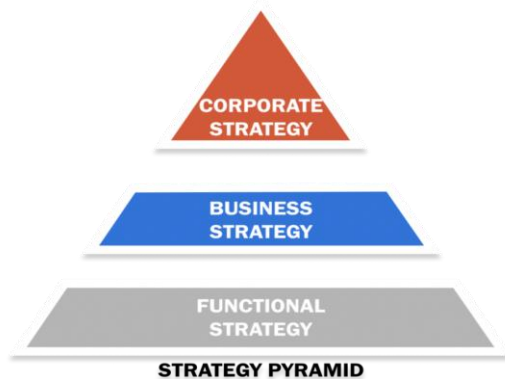 CORPORATE
STRATEGY
BUSINESS
STRATEGY
FUNCTIONAL
STRATEGY
STRATEGY PYRAMID